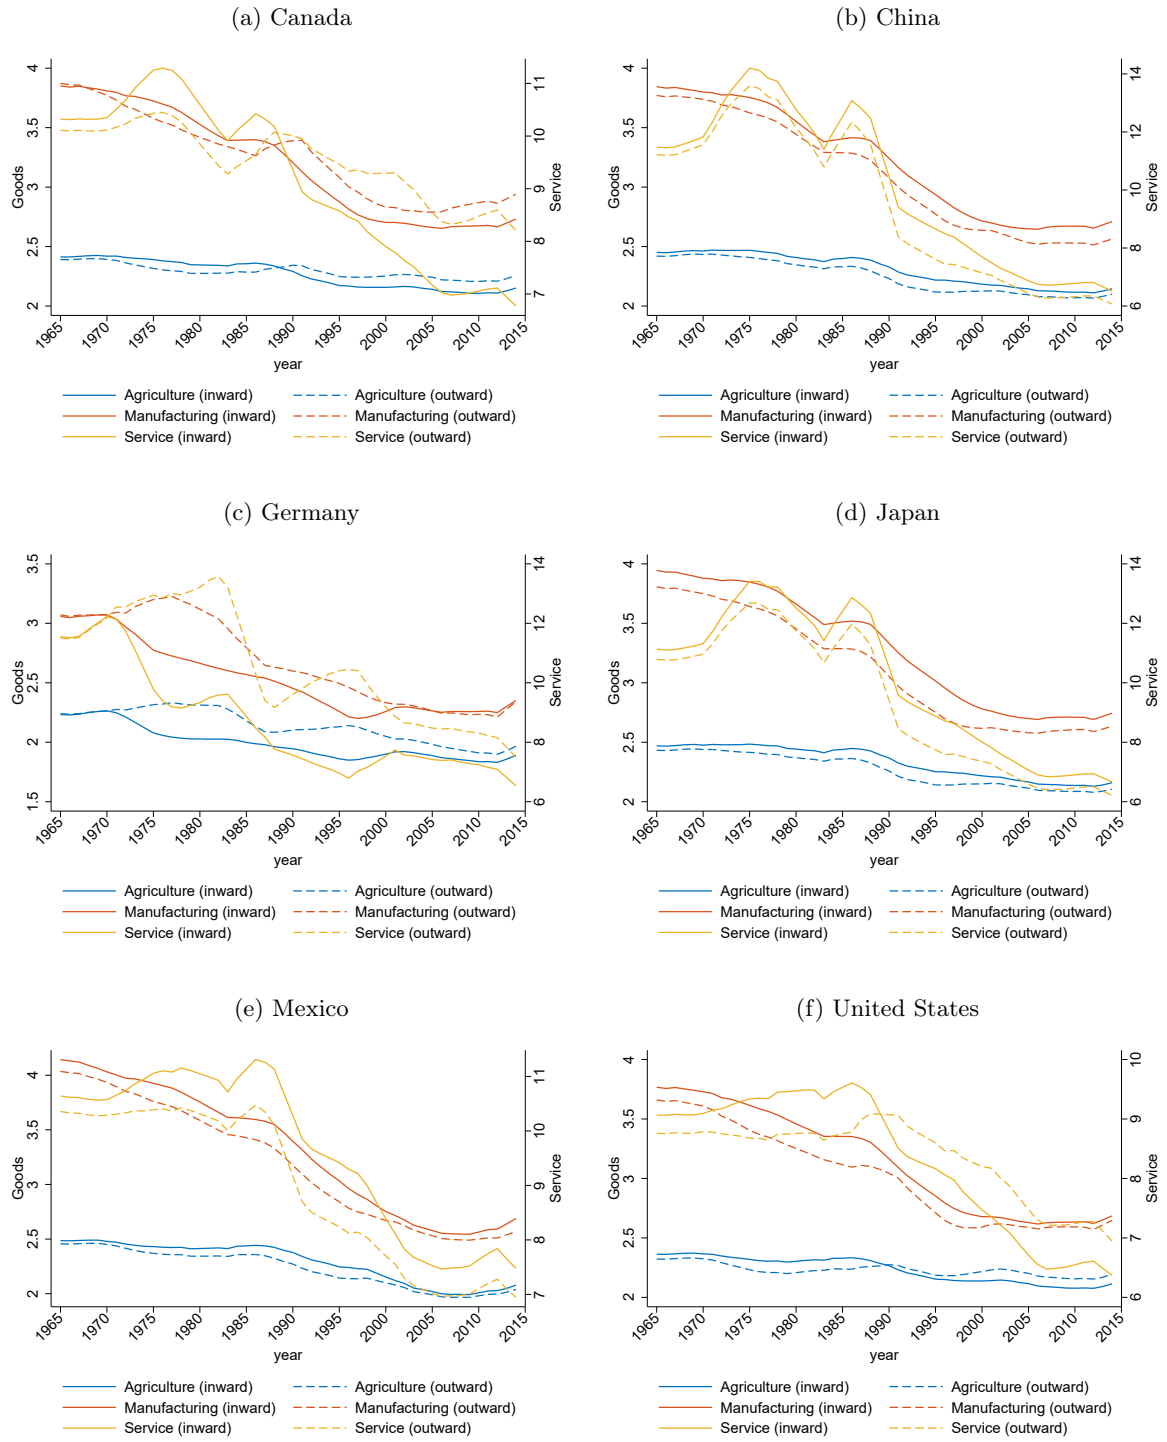 (a) Canada
4
3.5
3
2.5
2
Goods
11
10
9
8
7
Service
1965 1970 1975 1980 1985 1990 1995 2000 2005 2010 2015
year
Agriculture (inward) Agriculture (outward)
Manufacturing (inward) Manufacturing (outward)
Service (inward) Service (outward)
(b) China
4
3.5
3
2.5
2
Goods
14
12
10
8
6
Service
1965 1970 1975 1980 1985 1990 1995 2000 2005 2010 2015
year
Agriculture (inward) Agriculture (outward)
Manufacturing (inward) Manufacturing (outward)
Service (inward) Service (outward)
(c) Germany
3.5
3
2.5
2
1.5
Goods
14
12
10
8
6
Service
1965 1970 1975 1980 1985 1990 1995 2000 2005 2010 2015
year
Agriculture (inward) Agriculture (outward)
Manufacturing (inward) Manufacturing (outward)
Service (inward) Service (outward)
(d) Japan
4
3.5
3
2.5
2
Goods
14
12
10
8
6
Service
1965 1970 1975 1980 1985 1990 1995 2000 2005 2010 2015
year
Agriculture (inward) Agriculture (outward)
Manufacturing (inward) Manufacturing (outward)
Service (inward) Service (outward)
(e) Mexico
4
3.5
3
2.5
2
Goods
11
10
9
8
7
Service
1965 1970 1975 1980 1985 1990 1995 2000 2005 2010 2015
year
Agriculture (inward) Agriculture (outward)
Manufacturing (inward) Manufacturing (outward)
Service (inward) Service (outward)
(f) United States
4
3.5
3
2.5
2
Goods
10
9
8
7
6
Service
1965 1970 1975 1980 1985 1990 1995 2000 2005 2010 2015
year
Agriculture (inward) Agriculture (outward)
Manufacturing (inward) Manufacturing (outward)
Service (inward) Service (outward)